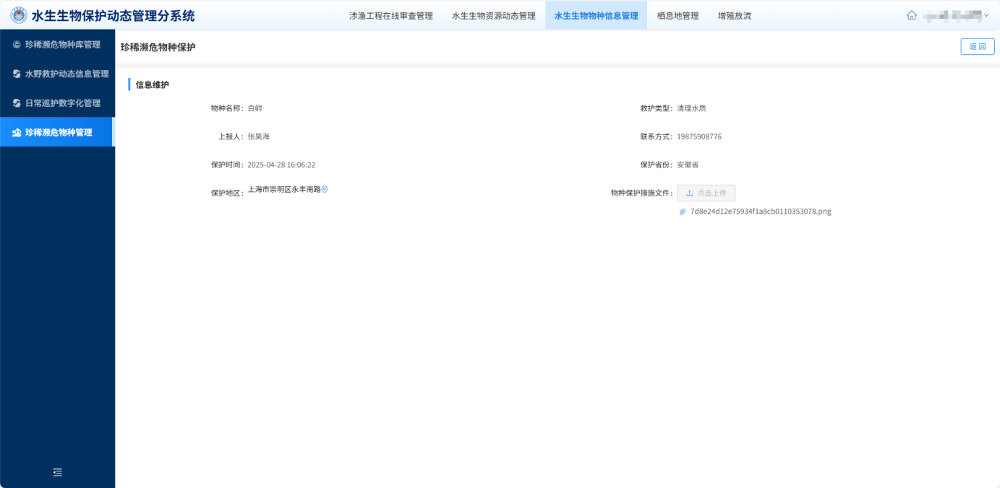 水生生物保护动态管理分系统
涉渔工程在线审查管理
水生生物资源动态管理
水生生物物种信息管理
栖息地管理
增殖放流
珍稀濒危物种库管理
水野救护动态信息管理
日常巡护数字化管理
珍稀濒危物种管理
珍稀濒危物种保护
返回
信息维护
物种名称： 白鲟
救护类型： 清理水质
上报人： 张昊海
联系方式： 19875908776
保护时间： 2025-04-28 16:06:22
保护省份： 安徽省
保护地区： 上海市崇明区永丰南路
物种保护措施文件： 点击上传
7d8e24d12e75934f1a8cb0110353078.png